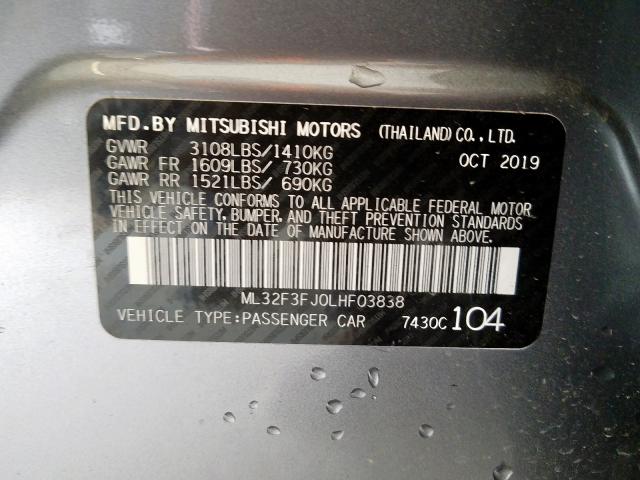 MFD.BY MITSUBISHI MOTORS (THAILAND) CO., LTD.
GVWR 3108LBS/1410KG OCT 2019
GAWR FR 1609LBS/ 730KG
GAWR RR 1521LBS/ 690KG
THIS VEHICLE CONFORMS TO ALL APPLICABLE FEDERAL MOTOR
VEHICLE SAFETY, BUMPER, AND THEFT PREVENTION STANDARDS
IN EFFECT ON THE DATE OF MANUFACTURE SHOWN ABOVE.
ML32F3FJ0LHF03838
VEHICLE TYPE:PASSENGER CAR 7430C 104